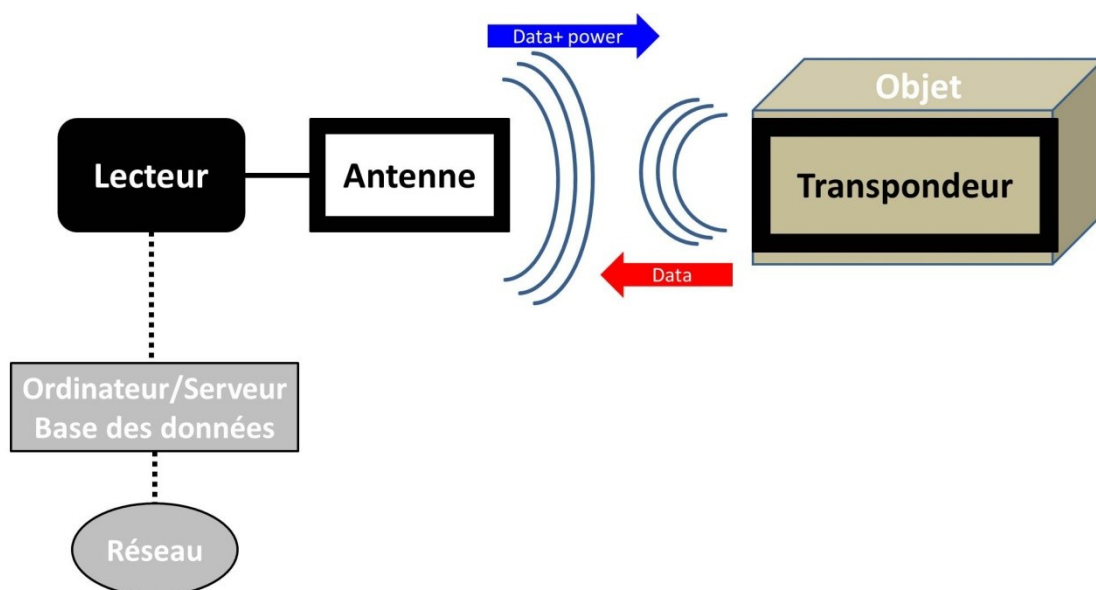 Data+ power
Objet
Lecteur
Antenne
Transpondeur
Data
Ordinateur/Serveur
Base des données
Réseau